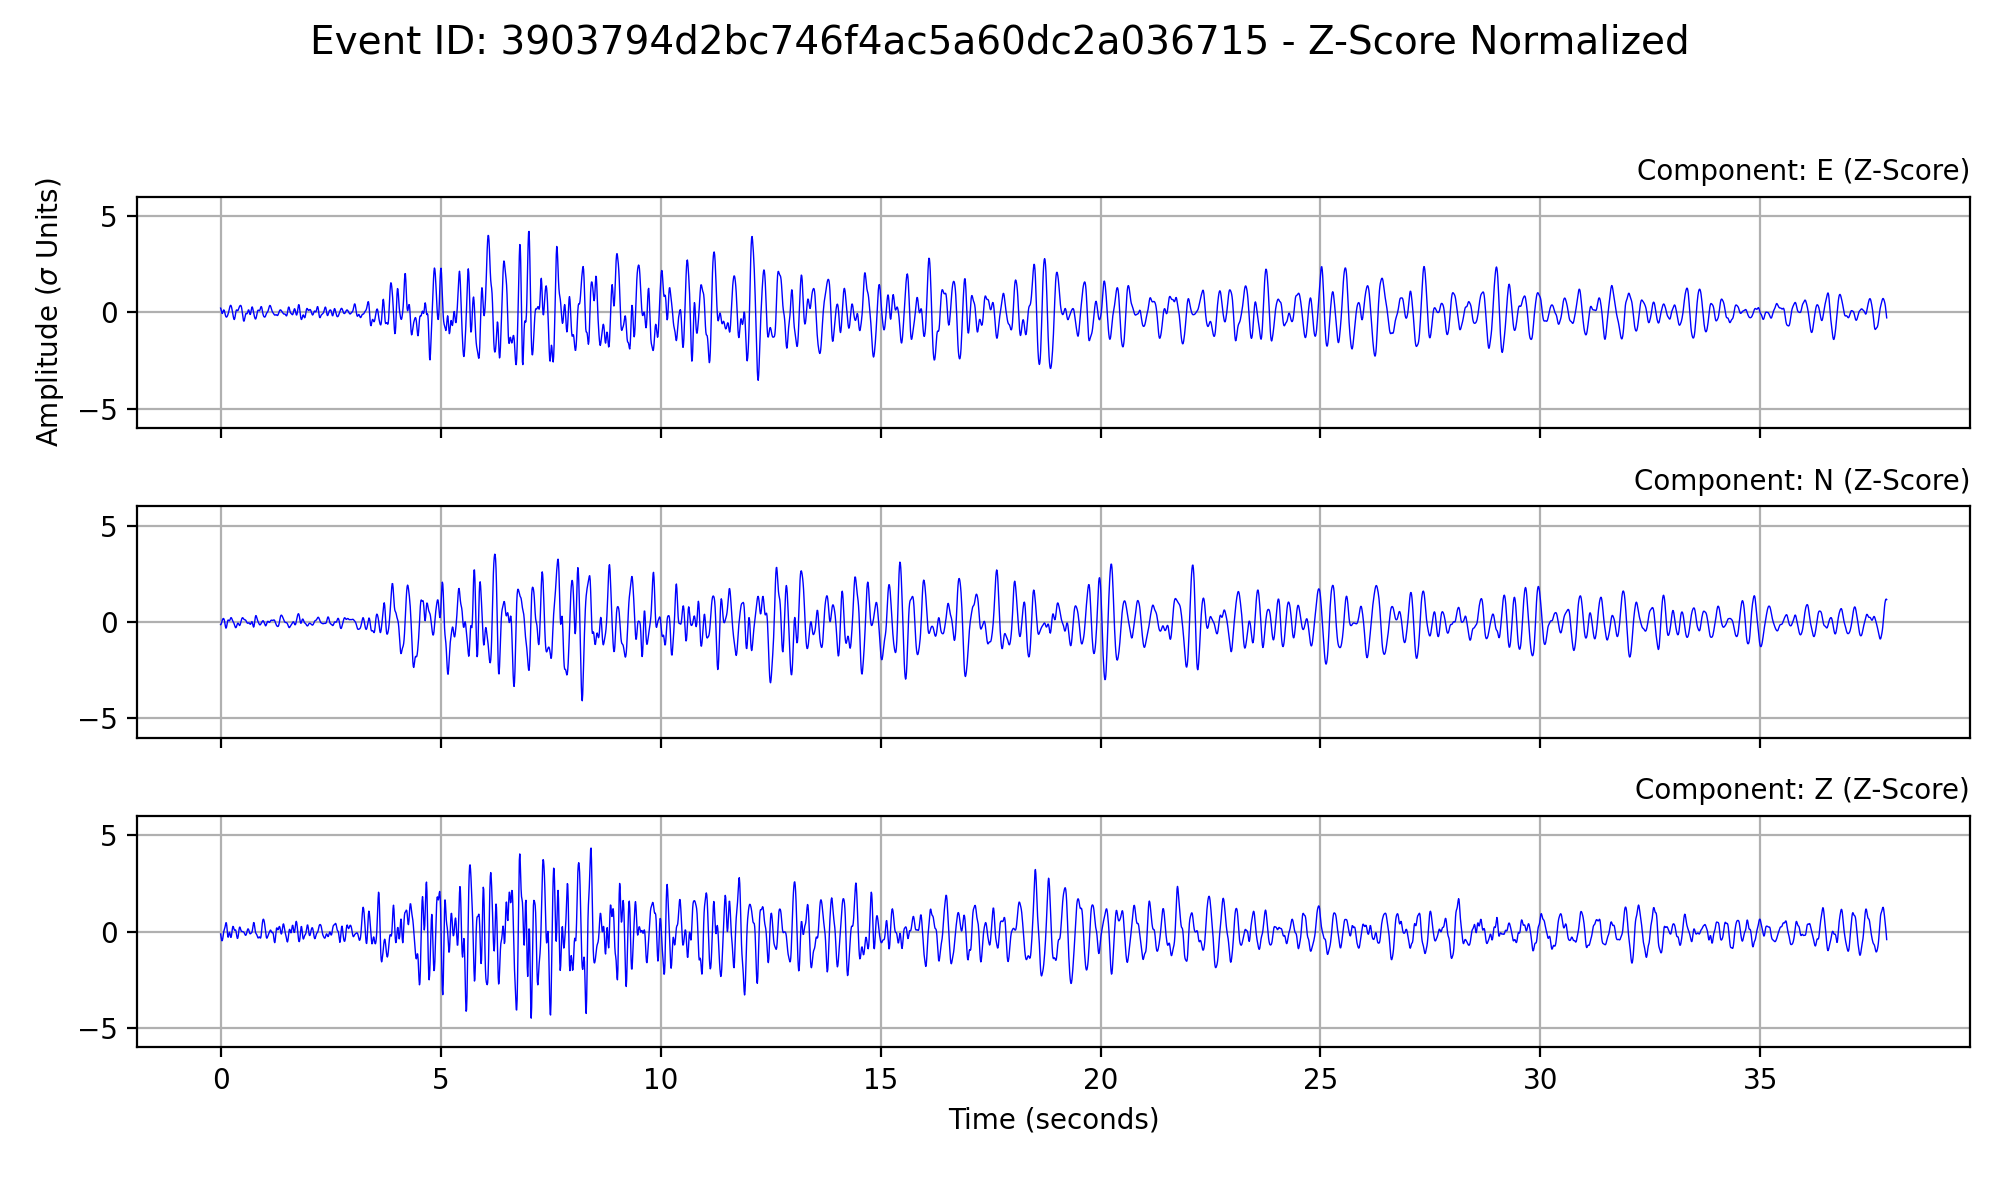 Event ID: 3903794d2bc746f4ac5a60dc2a036715 - Z-Score Normalized
Component: E (Z-Score)
Amplitude (σ Units)
5
0
−5
Component: N (Z-Score)
5
0
−5
Component: Z (Z-Score)
5
0
−5
0 5 10 15 20 25 30 35
Time (seconds)